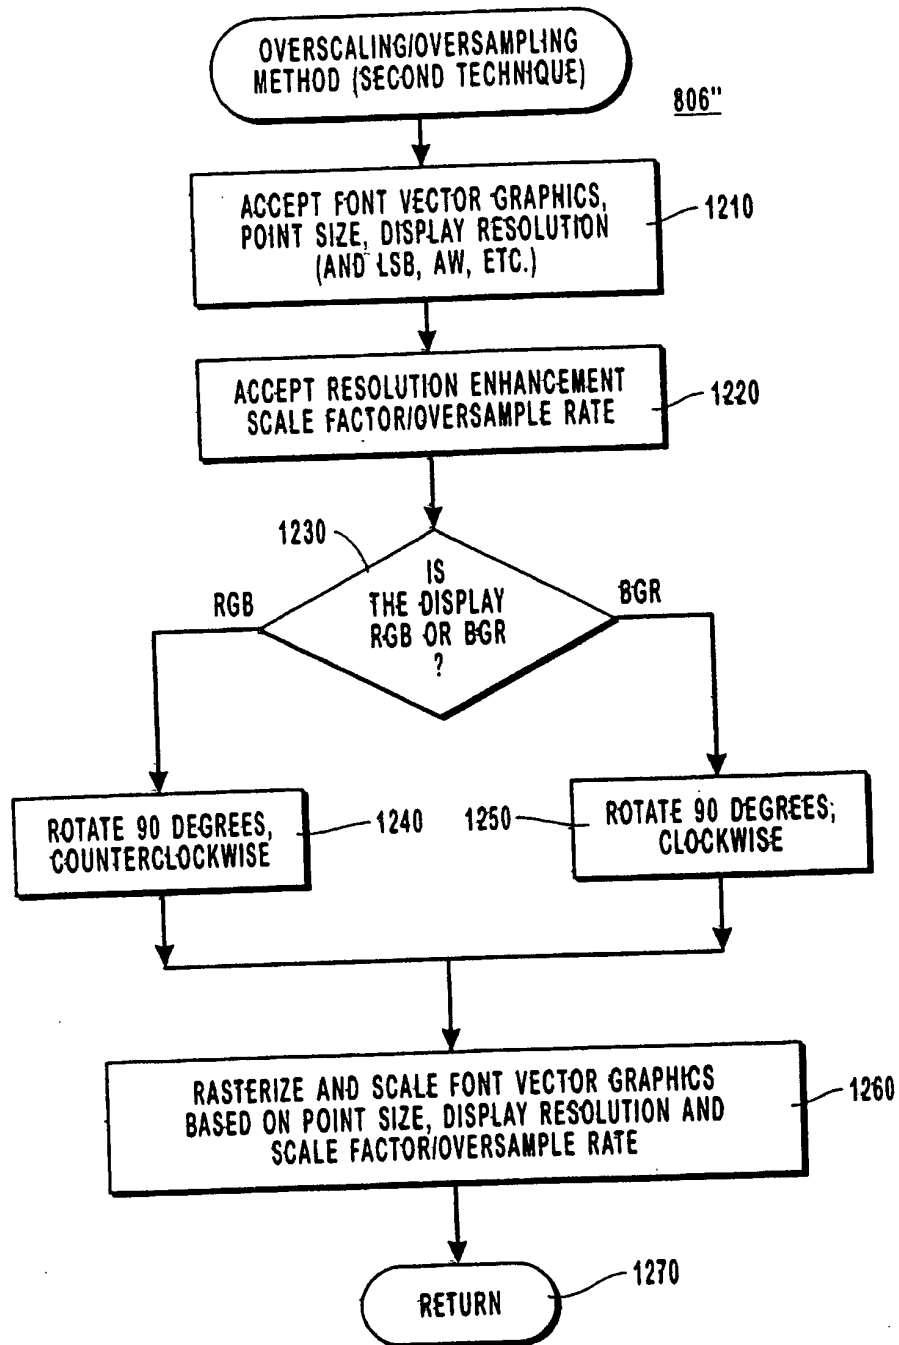 OVERSCALING/OVERSAMPLING
METHOD (SECOND TECHNIQUE)
806"
ACCEPT FONT VECTOR GRAPHICS,
POINT SIZE, DISPLAY RESOLUTION
(AND LSB, AW, ETC.)
1210
ACCEPT RESOLUTION ENHANCEMENT
SCALE FACTOR/OVERSAMPLE RATE
1220
1230
IS
THE DISPLAY
RGB OR BGR
?
RGB
BGR
ROTATE 90 DEGREES,
COUNTERCLOCKWISE
1240
1250
ROTATE 90 DEGREES,
CLOCKWISE
RASTERIZE AND SCALE FONT VECTOR GRAPHICS
BASED ON POINT SIZE, DISPLAY RESOLUTION AND
SCALE FACTOR/OVERSAMPLE RATE
1260
RETURN
1270